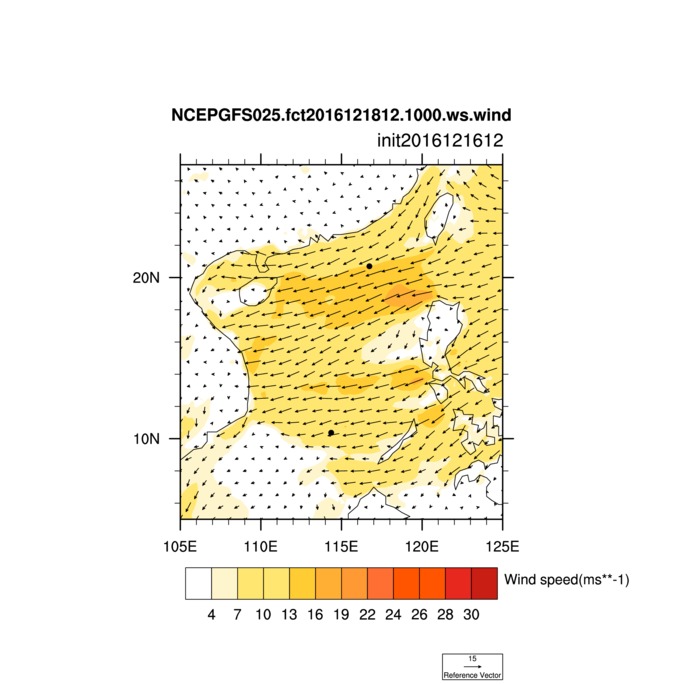 NCEPGFS025.fct2016121812.1000.ws.wind
init2016121612
20N
10N
105E 110E 115E 120E 125E
Wind speed(ms**-1)
4 7 10 13 16 19 22 24 26 28 30
15
Reference Vector